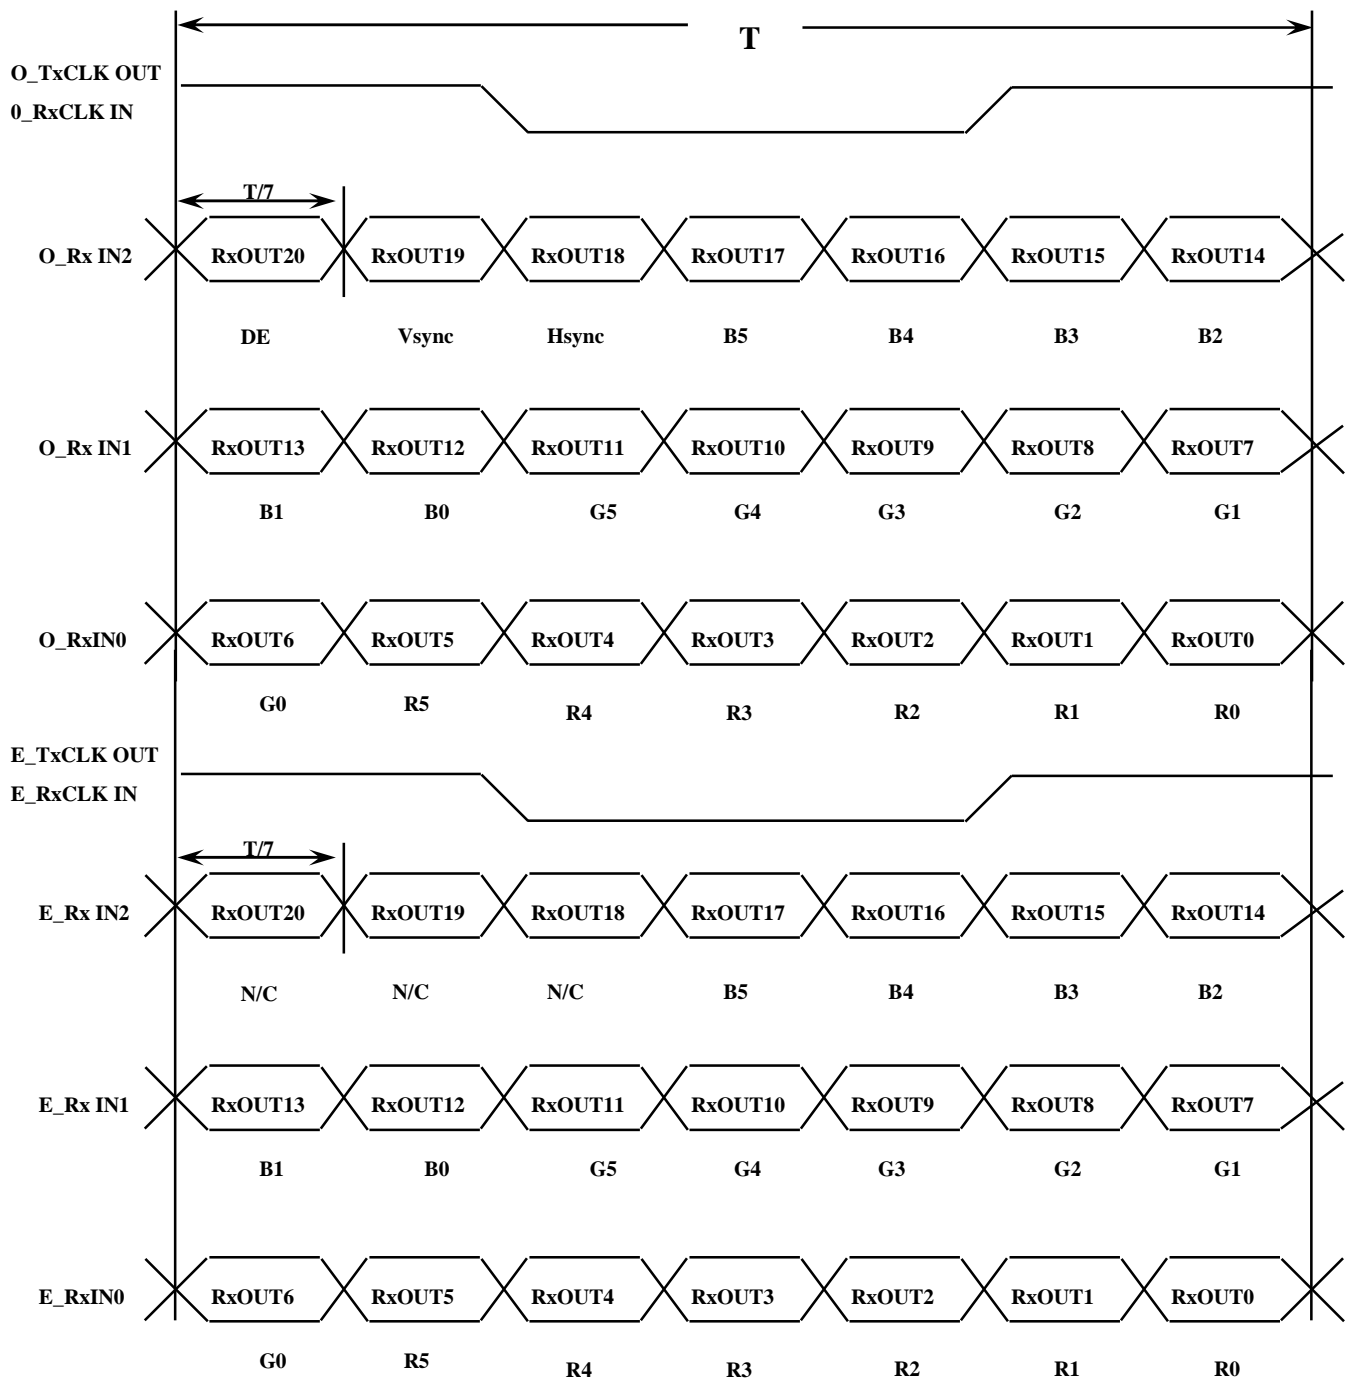 T
O_TxCLK OUT
0_RxCLK IN
T/7
O_Rx IN2 RxOUT20 RxOUT19 RxOUT18 RxOUT17 RxOUT16 RxOUT15 RxOUT14
DE Vsync Hsync B5 B4 B3 B2
O_Rx IN1 RxOUT13 RxOUT12 RxOUT11 RxOUT10 RxOUT9 RxOUT8 RxOUT7
B1 B0 G5 G4 G3 G2 G1
O_RxIN0 RxOUT6 RxOUT5 RxOUT4 RxOUT3 RxOUT2 RxOUT1 RxOUT0
G0 R5 R4 R3 R2 R1 R0
E_TxCLK OUT
E_RxCLK IN
T/7
E_Rx IN2 RxOUT20 RxOUT19 RxOUT18 RxOUT17 RxOUT16 RxOUT15 RxOUT14
N/C N/C N/C B5 B4 B3 B2
E_Rx IN1 RxOUT13 RxOUT12 RxOUT11 RxOUT10 RxOUT9 RxOUT8 RxOUT7
B1 B0 G5 G4 G3 G2 G1
E_RxIN0 RxOUT6 RxOUT5 RxOUT4 RxOUT3 RxOUT2 RxOUT1 RxOUT0
G0 R5 R4 R3 R2 R1 R0